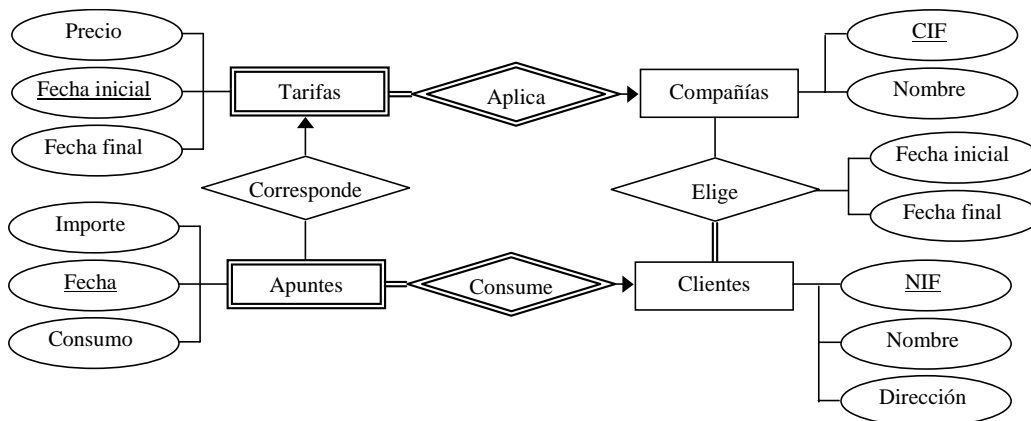 Precio
CIF
Fecha inicial
Tarifas
Aplica
Compañías
Nombre
Fecha final
Fecha inicial
Corresponde
Elige
Fecha final
Importe
Fecha
Apuntes
Consume
Clientes
NIF
Consumo
Nombre
Dirección